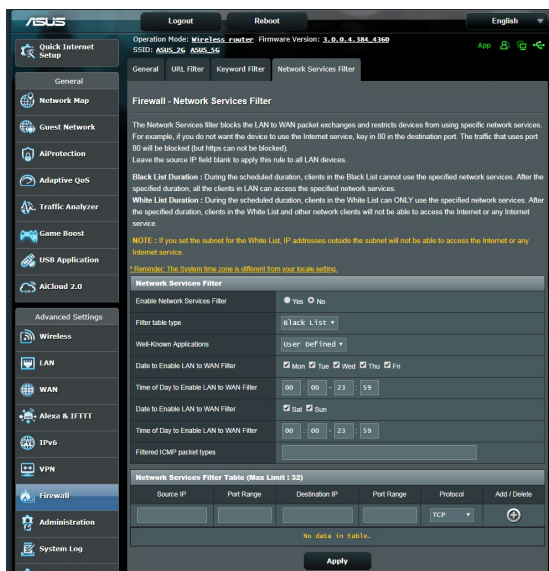 ASUS
Logout
Reboot
English
Operation Mode: Wireless router Firmware Version: 3.0.0.4.384_4360
SSID: ASUS_2G ASUS_5G
App
Quick Internet Setup
General
Network Map
Guest Network
AiProtection
Adaptive QoS
Traffic Analyzer
Game Boost
USB Application
AiCloud 2.0
Advanced Settings
Wireless
LAN
WAN
Alexa & IFTTT
IPv6
VPN
Firewall
Administration
System Log
General URL Filter Keyword Filter Network Services Filter
Firewall - Network Services Filter
The Network Services filter blocks the LAN to WAN packet exchanges and restricts devices from using specific network services.
For example, if you do not want the device to use the Internet service, key in 80 in the destination port. The traffic that uses port
80 will be blocked (but https can not be blocked).
Leave the source IP field blank to apply this rule to all LAN devices.
Black List Duration : During the scheduled duration, clients in the Black List cannot use the specified network services. After the
specified duration, all the clients in LAN can access the specified network services.
White List Duration : During the scheduled duration, clients in the White List can ONLY use the specified network services. After
the specified duration, clients in the White List and other network clients will not be able to access the Internet or any Internet
service.
NOTE : If you set the subnet for the White List, IP addresses outside the subnet will not be able to access the Internet or any
Internet service.
* Reminder: The System time zone is different from your locale setting.
Network Services Filter
Enable Network Services Filter Yes No
Filter table type Black List
Well-Known Applications User Defined
Date to Enable LAN to WAN Filter Mon Tue Wed Thu Fri
Time of Day to Enable LAN to WAN Filter 00 : 00 - 23 : 59
Date to Enable LAN to WAN Filter Sat Sun
Time of Day to Enable LAN to WAN Filter 00 : 00 - 23 : 59
Filtered ICMP packet types
Network Services Filter Table (Max Limit : 32)
Source IP Port Range Destination IP Port Range Protocol Add / Delete
TCP
No data in table.
Apply